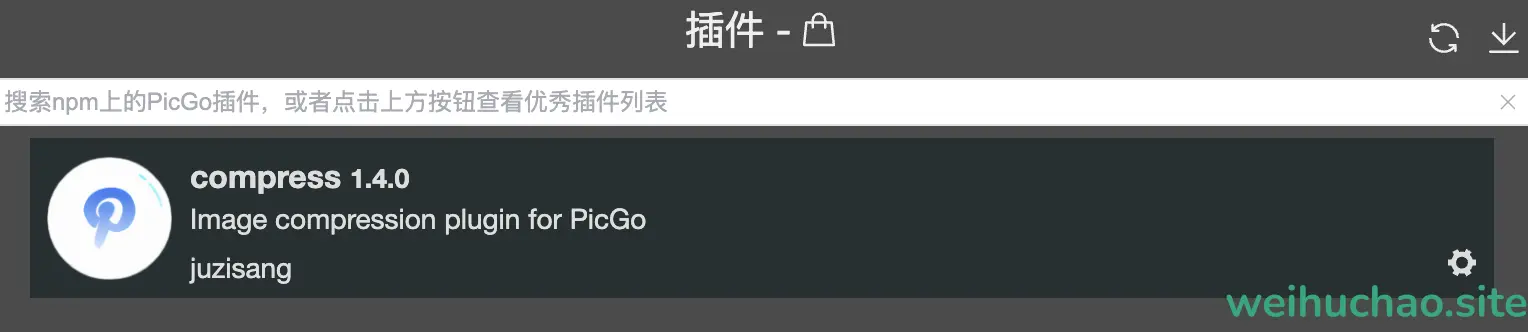 插件 -
搜索npm上的PicGo插件，或者点击上方按钮查看优秀插件列表
compress 1.4.0
Image compression plugin for PicGo
juzisang
weihuchao.site